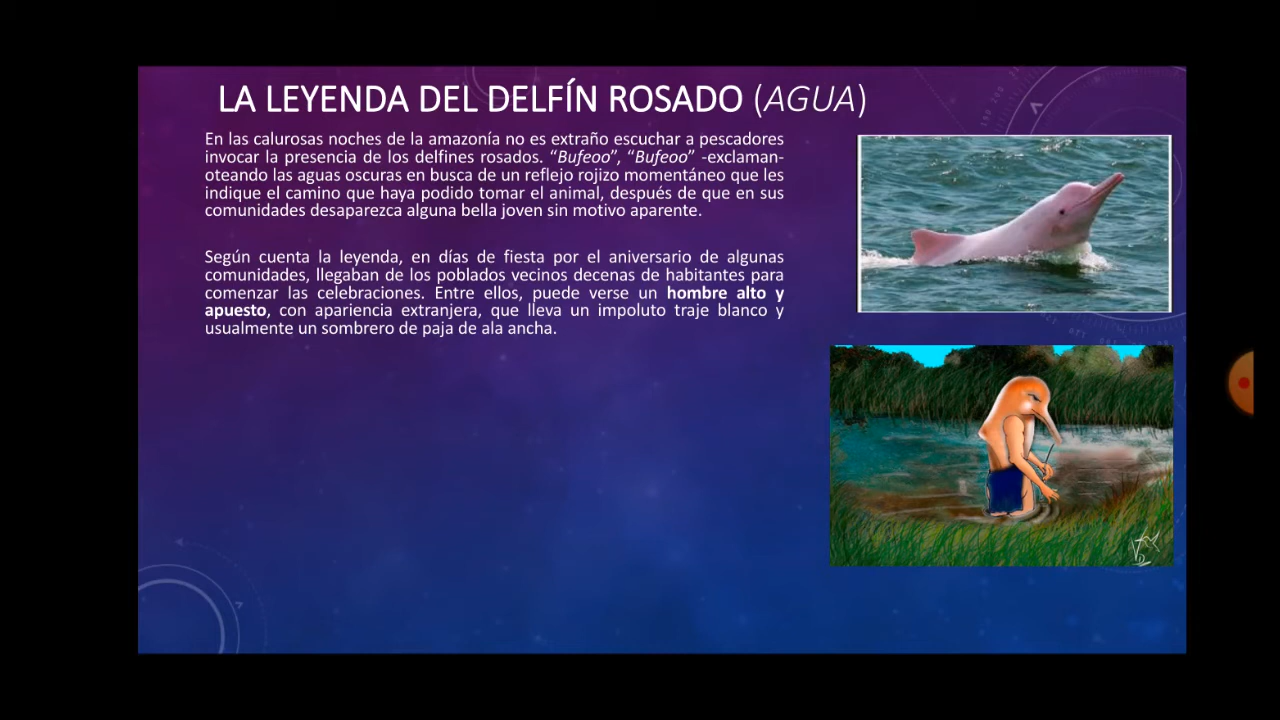 LA LEYENDA DEL DELFÍN ROSADO (AGUA)
En las calurosas noches de la amazonía no es extraño escuchar a pescadores
invocar la presencia de los delfines rosados. “Bufeoo”, “Bufeoo” -exclaman-
oteando las aguas oscuras en busca de un reflejo rojizo momentáneo que les
indique el camino que haya podido tomar el animal, después de que en sus
comunidades desaparezca alguna bella joven sin motivo aparente.
Según cuenta la leyenda, en días de fiesta por el aniversario de algunas
comunidades, llegaban de los poblados vecinos decenas de habitantes para
comenzar las celebraciones. Entre ellos, puede verse un hombre alto y
apuesto, con apariencia extranjera, que lleva un impoluto traje blanco y
usualmente un sombrero de paja de ala ancha.